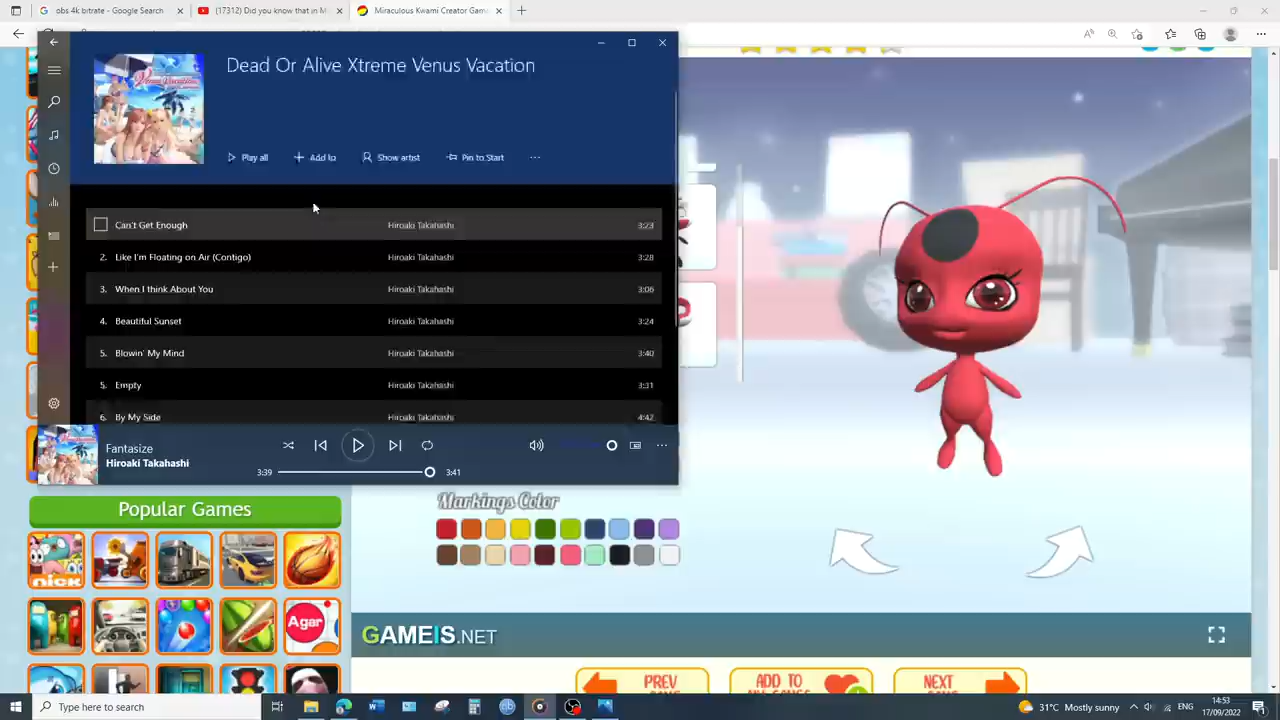 obs 4k bitrate - Google Search
(17312) Did you know that in M
Miraculous Kwami Creator Gam
Dead Or Alive Xtreme Venus Vacation
Play all
Add to
Show artist
Pin to Start
Can't Get Enough Hiroaki Takahashi 3:23
2. Like I'm Floating on Air (Contigo) Hiroaki Takahashi 3:28
3. When I think About You Hiroaki Takahashi 3:06
4. Beautiful Sunset Hiroaki Takahashi 3:24
5. Blowin' My Mind Hiroaki Takahashi 3:40
5. Empty Hiroaki Takahashi 3:31
6. By My Side Hiroaki Takahashi 4:42
Fantasize
Hiroaki Takahashi
3:39
3:41
Markings Color
Popular Games
nick
Agar
GAMEIS.NET
PREV
ADD TO
NEXT
Type here to search
31°C Mostly sunny
ENG
14:53
17/09/2022